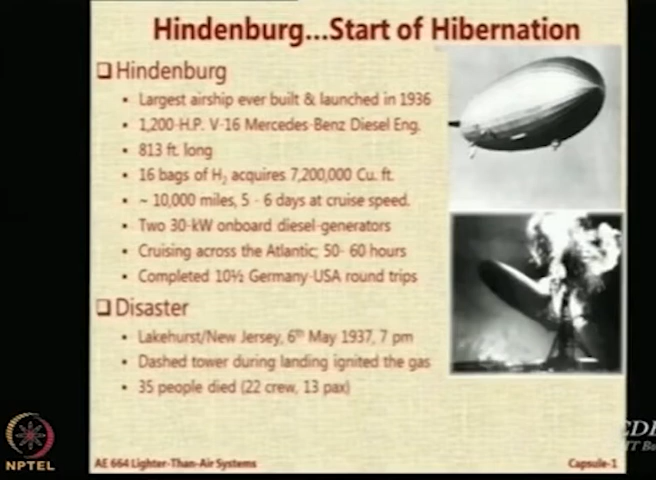 Hindenburg...Start of Hibernation
Hindenburg
Largest airship ever built & launched in 1936
1,200-H.P. V-16 Mercedes-Benz Diesel Eng.
813 ft. long
16 bags of H₂ acquires 7,200,000 Cu. ft.
~ 10,000 miles, 5 - 6 days at cruise speed.
Two 30-kW onboard diesel-generators
Cruising across the Atlantic; 50- 60 hours
Completed 10½ Germany-USA round trips
Disaster
Lakehurst/New Jersey, 6th May 1937, 7 pm
Dashed tower during landing ignited the gas
35 people died (22 crew, 13 pax)
NPTEL
AE 664 Lighter-Than-Air Systems
Capsule-1